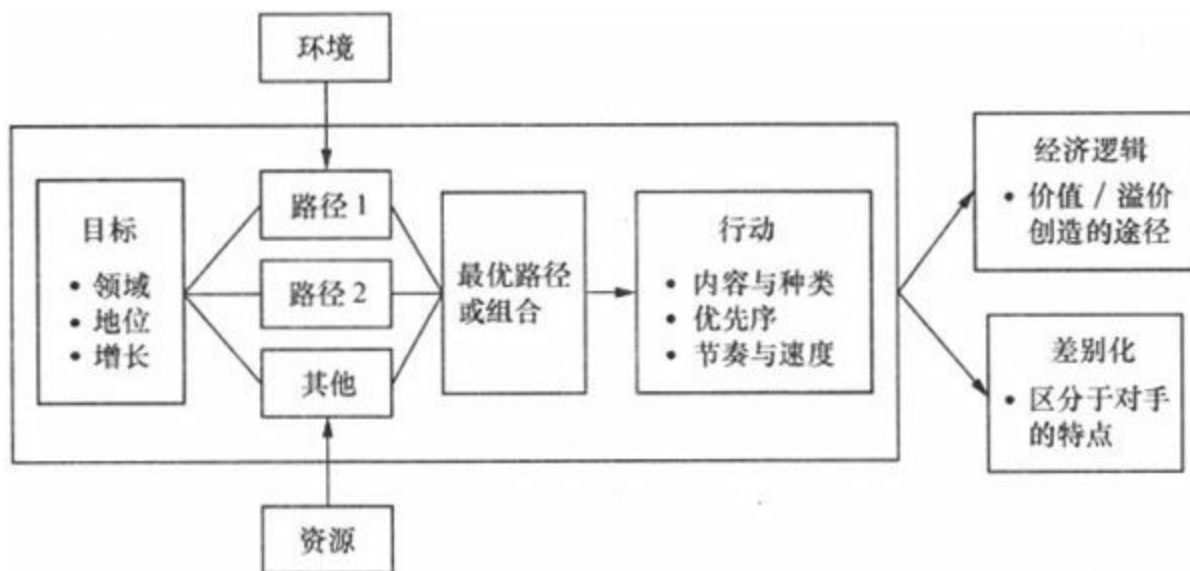 环境
目标
• 领域
• 地位
• 增长
路径1
路径2
其他
最优路径
或组合
行动
• 内容与种类
• 优先序
• 节奏与速度
经济逻辑
• 价值 / 溢价
创造的途径
差别化
• 区分于对手
的特点
资源